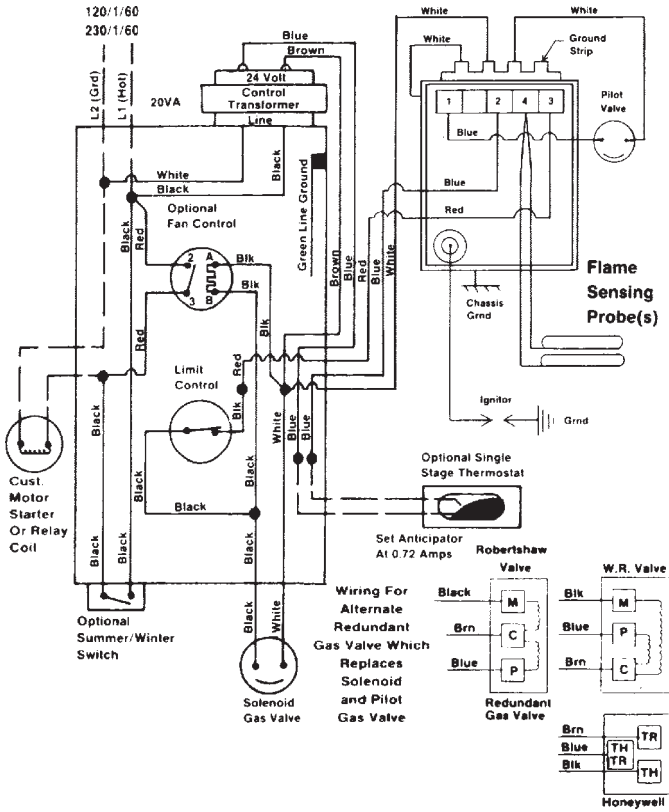 120/1/60
230/1/60
L2 (Grd)
L1 (Hot)
20VA
24 Volt
Control
Transformer
Line
Blue
Brown
White
White
White
Ground
Strip
Pilot
Valve
1
2
4
3
Blue
Blue
Red
Chassis
Grnd
Flame
Sensing
Probe(s)
Ignitor
Grnd
White
Black
Black
Green Line Ground
Optional
Fan Control
Black
Red
2
A
3
B
Blk
Blk
Blk
Brown
Blue
Red
Blue
White
Red
Limit
Control
Red
Blk
White
Blue
Blue
Black
Black
Black
Black
Black
Black
Black
Black
White
Cust.
Motor
Starter
Or Relay
Coil
Optional
Summer/Winter
Switch
Solenoid
Gas Valve
Optional Single
Stage Thermostat
Set Anticipator
At 0.72 Amps
Wiring For
Alternate
Redundant
Gas Valve Which
Replaces
Solenoid
and Pilot
Gas Valve
Robertshaw
Valve
Black
M
Brn
C
Blue
P
Redundant
Gas Valve
W.R. Valve
Blk
M
Blue
P
Brn
C
Brn
TR
Blue
TH
TR
Blk
TH
Honeywell